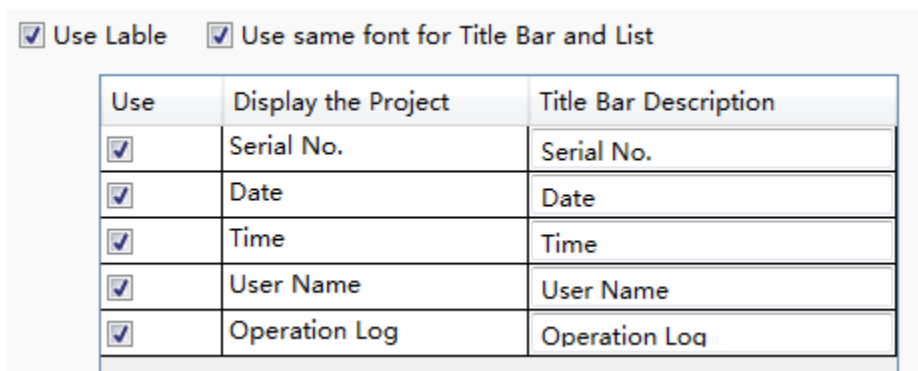 Use Lable Use same font for Title Bar and List
Use Display the Project Title Bar Description
Serial No. Serial No.
Date Date
Time Time
User Name User Name
Operation Log Operation Log